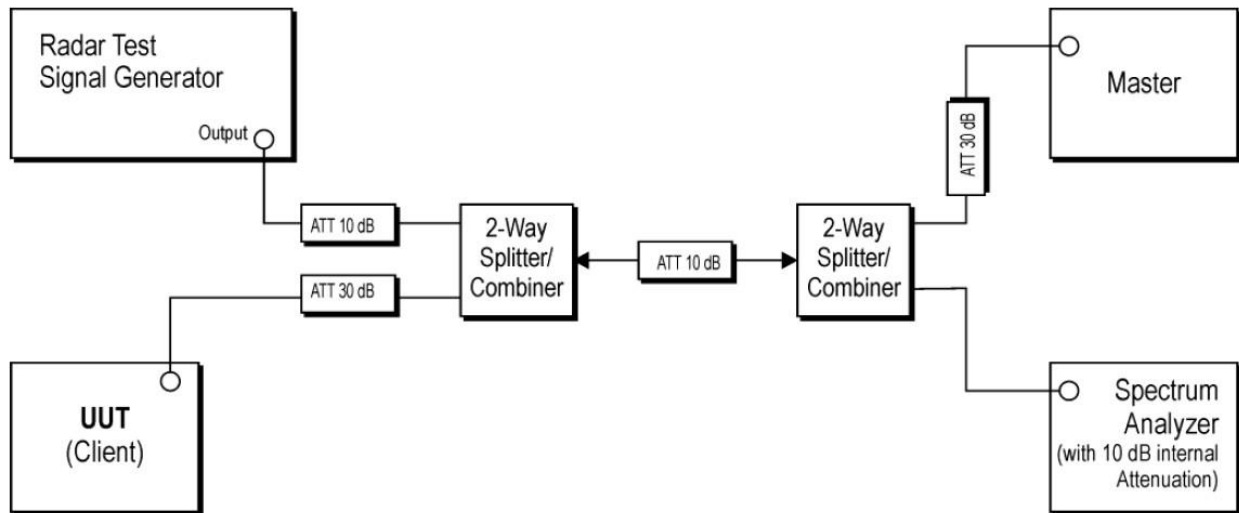 Radar Test
Signal Generator
Output
ATT 10 dB
ATT 30 dB
UUT
(Client)
2-Way
Splitter/
Combiner
ATT 10 dB
2-Way
Splitter/
Combiner
ATT 30 dB
Master
Spectrum
Analyzer
(with 10 dB internal
Attenuation)